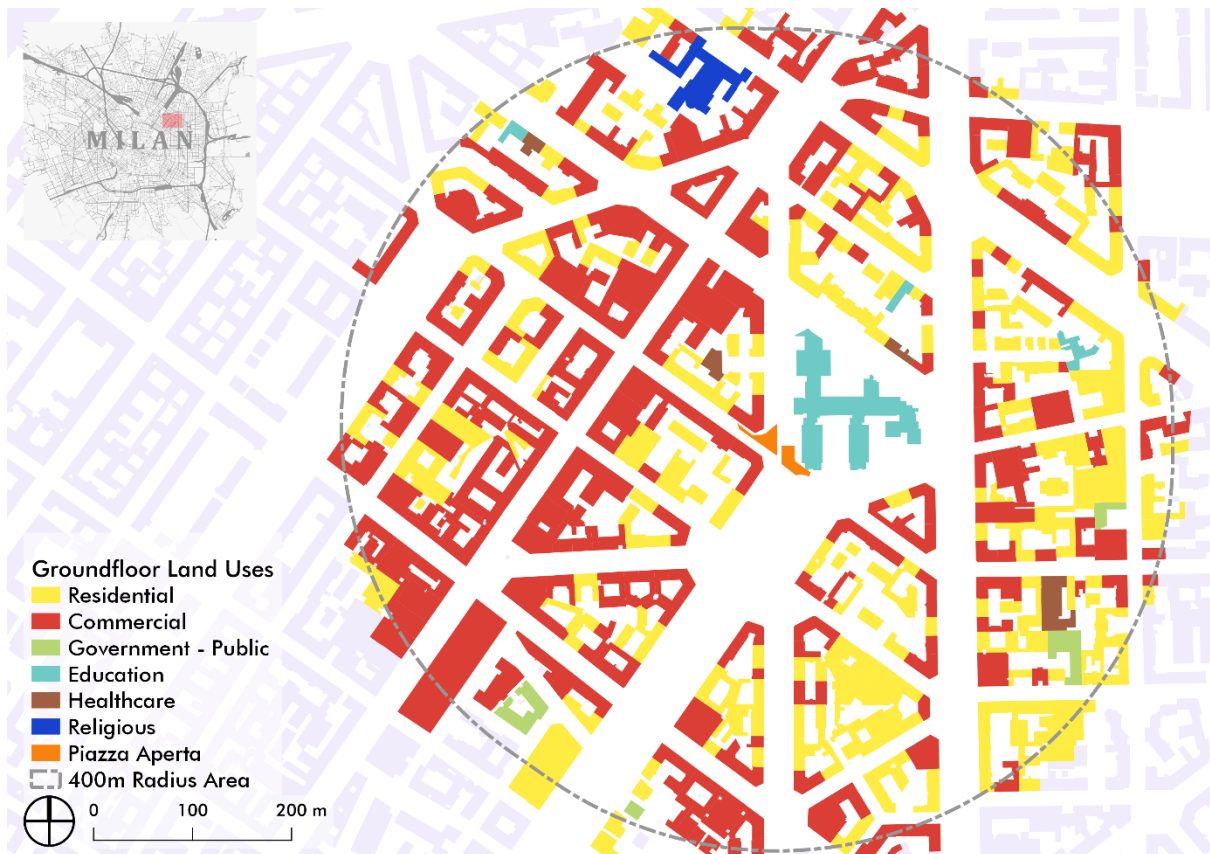 MILAN
Groundfloor Land Uses
Residential
Commercial
Government - Public
Education
Healthcare
Religious
Piazza Aperta
400m Radius Area
0 100 200 m